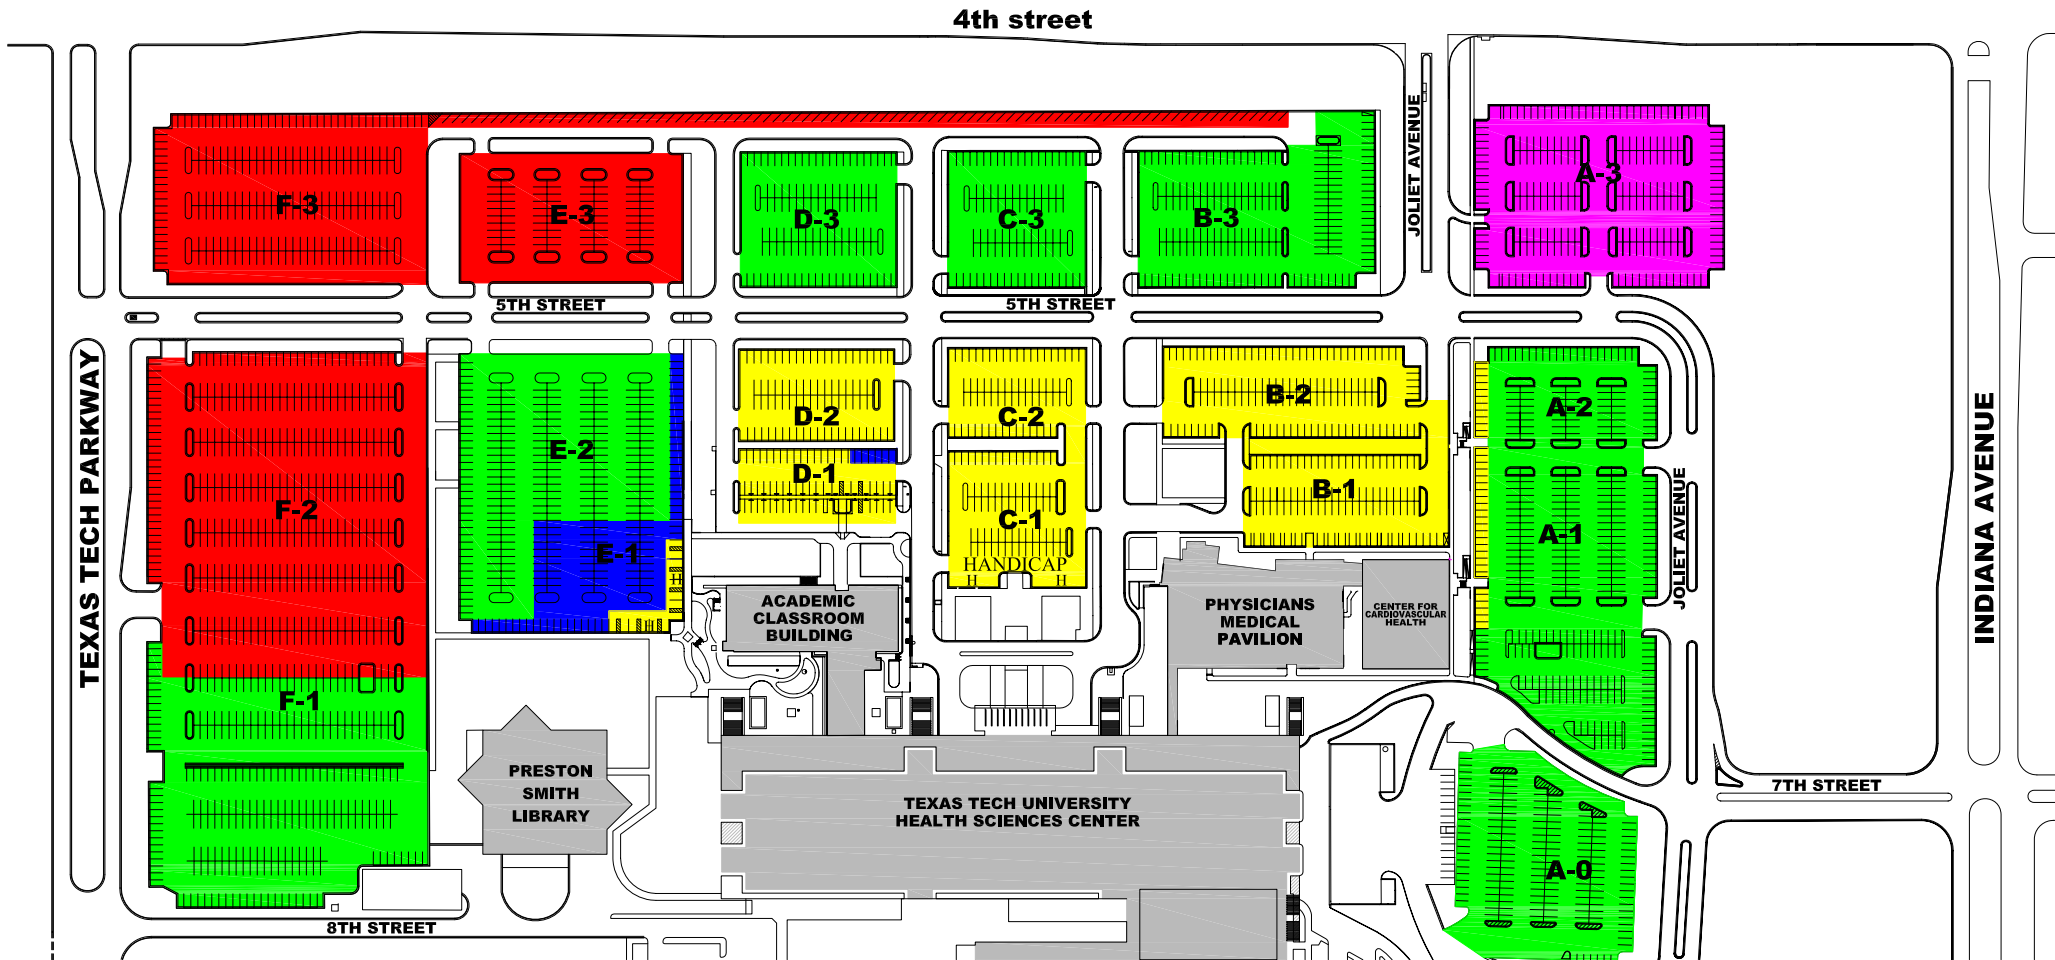 4th street
JOLIET AVENUE
A-3
F-3
E-3
D-3
C-3
B-3
5TH STREET
5TH STREET
TEXAS TECH PARKWAY
INDIANA AVENUE
D-2
C-2
B-2
A-2
E-2
D-1
B-1
F-2
C-1
A-1
JOLIET AVENUE
E-1
HANDICAP
H
H
H
H
ACADEMIC
CLASSROOM
BUILDING
PHYSICIANS
MEDICAL
PAVILION
CENTER FOR
CARDIOVASCULAR
HEALTH
F-1
PRESTON
SMITH
LIBRARY
TEXAS TECH UNIVERSITY
HEALTH SCIENCES CENTER
7TH STREET
A-0
8TH STREET